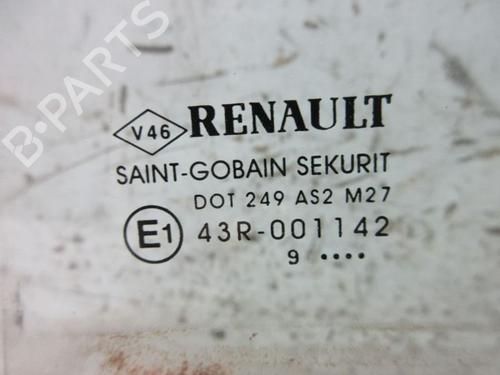 B-PARTS
V46 RENAULT
SAINT-GOBAIN SEKURIT
DOT 249 AS2 M27
E1 43R-001142
9 ....